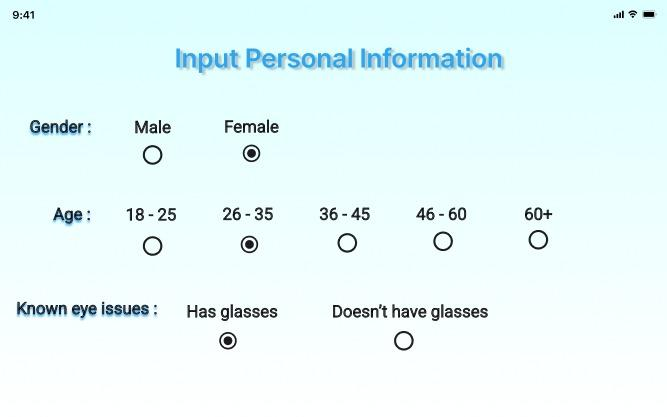 9:41
Input Personal Information
Gender : Male Female
Age : 18 - 25 26 - 35 36 - 45 46 - 60 60+
Known eye issues : Has glasses Doesn't have glasses